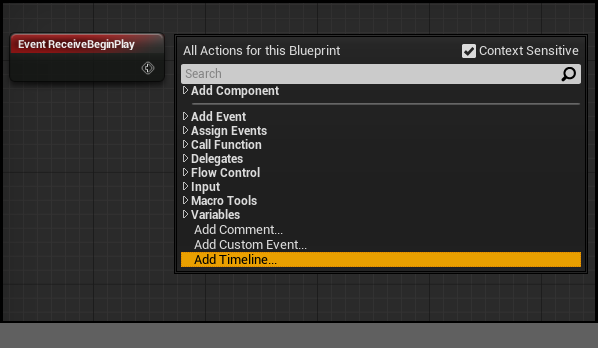 Event ReceiveBeginPlay
All Actions for this Blueprint
Context Sensitive
Search
Add Component
Add Event
Assign Events
Call Function
Delegates
Flow Control
Input
Macro Tools
Variables
Add Comment...
Add Custom Event...
Add Timeline...